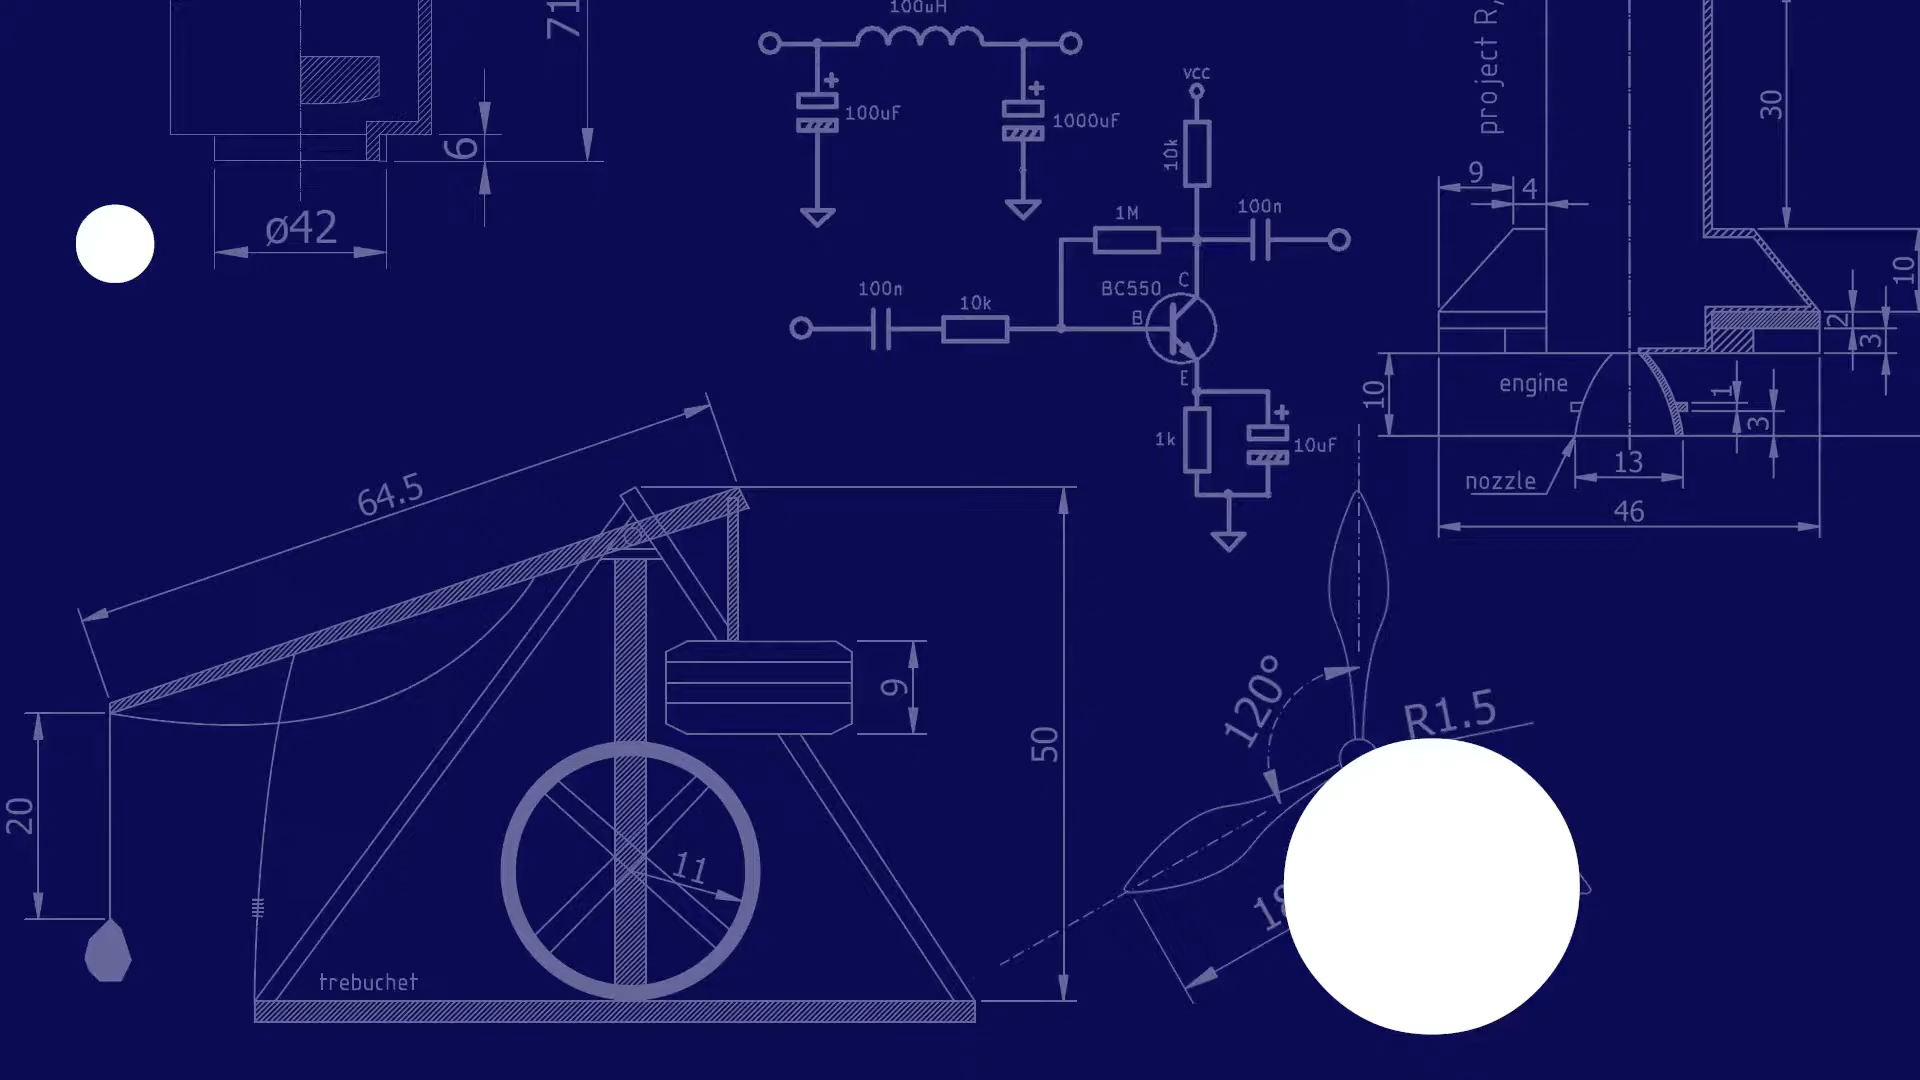 71
6
ø42
100uH
100uF
1000uF
vcc
10k
1M
100n
100n
10k
BC550
C
B
E
1k
10uF
project R,
30
9
4
10
2
3
10
engine
1
3
nozzle
13
46
64.5
20
9
50
11
trebuchet
120°
R1.5